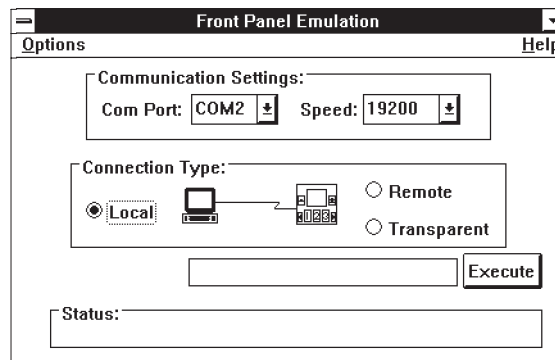 Front Panel Emulation
Options Help
Communication Settings:
Com Port: COM2 Speed: 19200
Connection Type:
Local Remote
Transparent
Execute
Status: